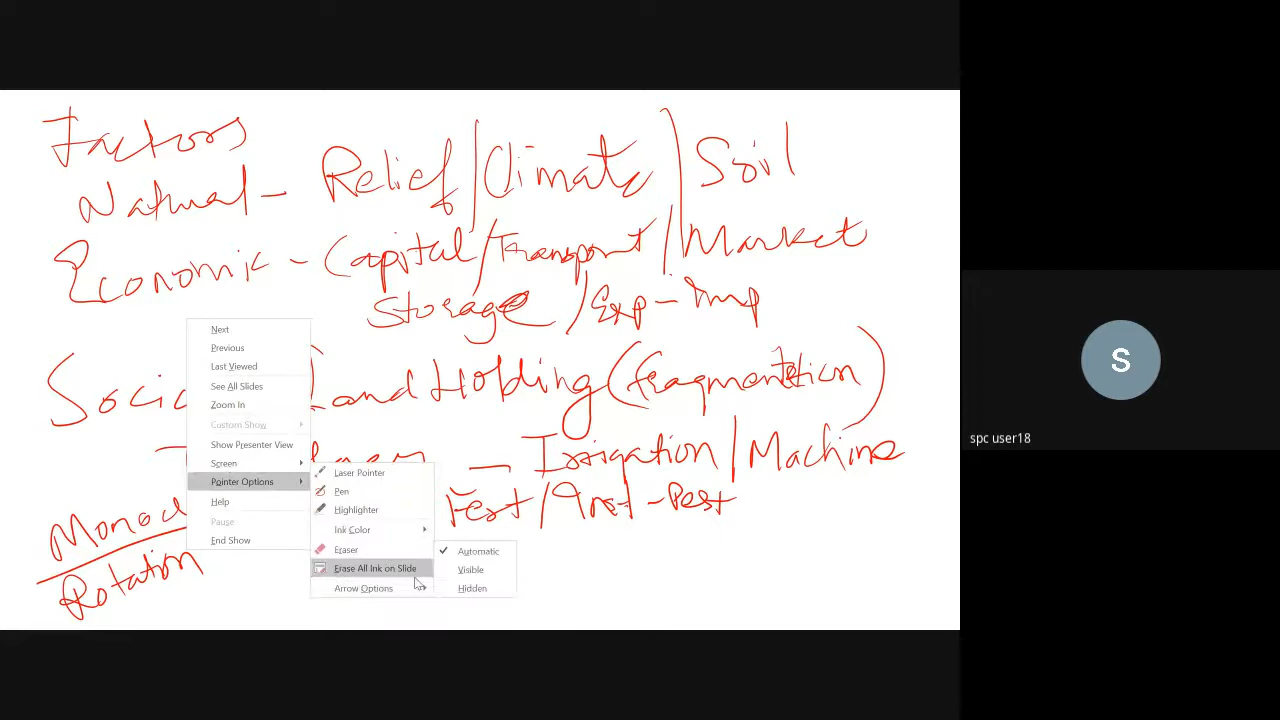 Factors
Natural - Relief / Climate / Soil
Economic - Capital / Transport / Market
Storage / Exp - Imp
Social Land Holding (Fragmentation)
- Irrigation / Machine
Fert / Inst - Pest
Monocl
Rotation
Next
Previous
Last Viewed
See All Slides
Zoom In
Custom Show
Show Presenter View
Screen
Pointer Options
Help
Pause
End Show
Laser Pointer
Pen
Highlighter
Ink Color
Eraser
Erase All Ink on Slide
Arrow Options
Automatic
Visible
Hidden
S
spc user18